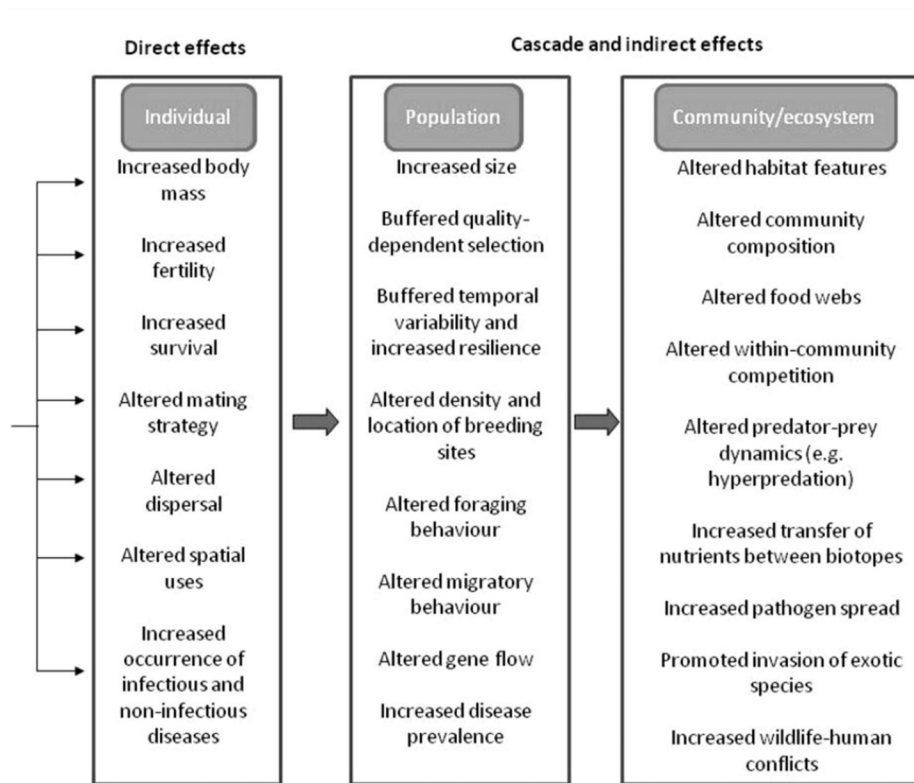 Direct effects
Cascade and indirect effects
Individual
Increased body
mass
Increased
fertility
Increased
survival
Altered mating
strategy
Altered
dispersal
Altered spatial
uses
Increased
occurrence of
infectious and
non-infectious
diseases
Population
Increased size
Buffered quality-
dependent selection
Buffered temporal
variability and
increased resilience
Altered density and
location of breeding
sites
Altered foraging
behaviour
Altered migratory
behaviour
Altered gene flow
Increased disease
prevalence
Community/ecosystem
Altered habitat features
Altered community
composition
Altered food webs
Altered within-community
competition
Altered predator-prey
dynamics (e.g.
hyperpredation)
Increased transfer of
nutrients between biotopes
Increased pathogen spread
Promoted invasion of exotic
species
Increased wildlife-human
conflicts